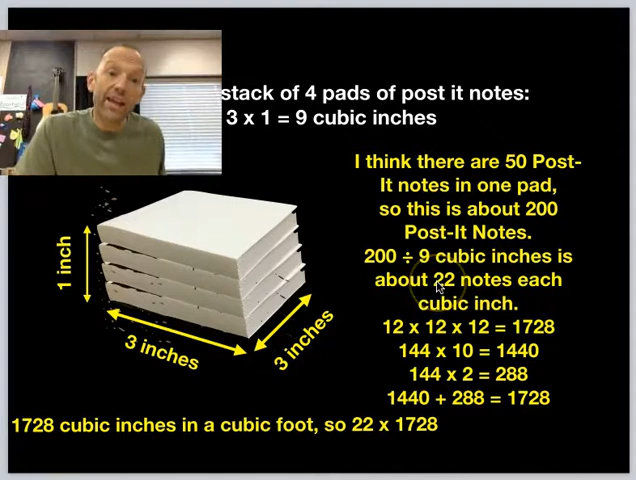 stack of 4 pads of post it notes:
3 x 1 = 9 cubic inches
I think there are 50 Post-
It notes in one pad,
so this is about 200
Post-It Notes.
200 ÷ 9 cubic inches is
about 22 notes each
cubic inch.
12 x 12 x 12 = 1728
144 x 10 = 1440
144 x 2 = 288
1440 + 288 = 1728
1 inch
3 inches
3 inches
1728 cubic inches in a cubic foot, so 22 x 1728